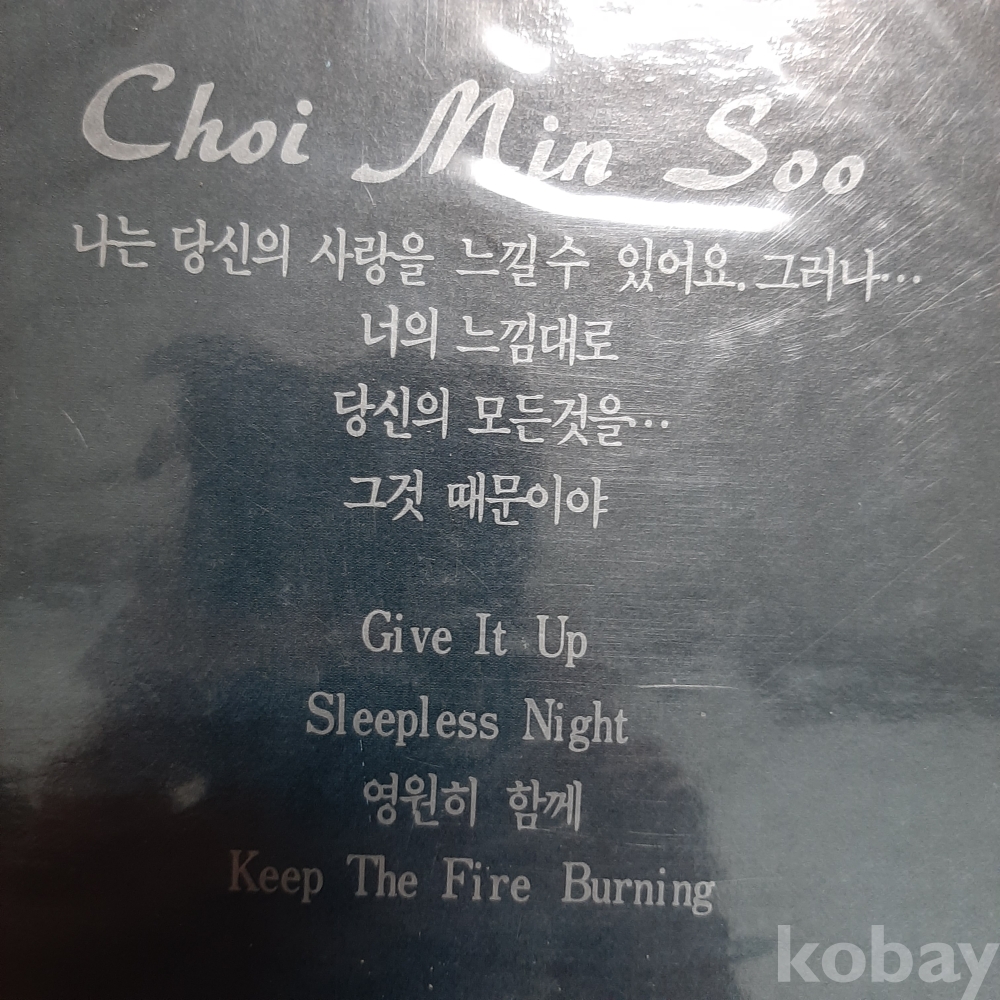 Choi Min Soo
나는 당신의 사랑을 느낄수 있어요. 그러나…
너의 느낌대로
당신의 모든것을…
그것 때문이야
Give It Up
Sleepless Night
영원히 함께
Keep The Fire Burning
kobay